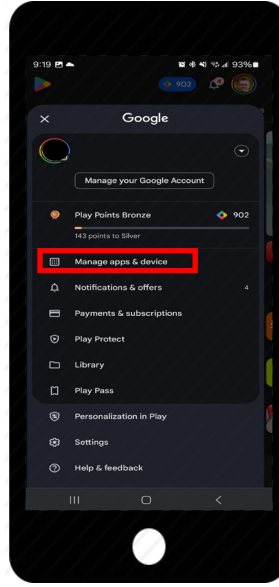 9:19 93%
902
Google
Manage your Google Account
Play Points Bronze 902
143 points to Silver
Manage apps & device
Notifications & offers 4
Payments & subscriptions
Play Protect
Library
Play Pass
Personalization in Play
Settings
Help & feedback